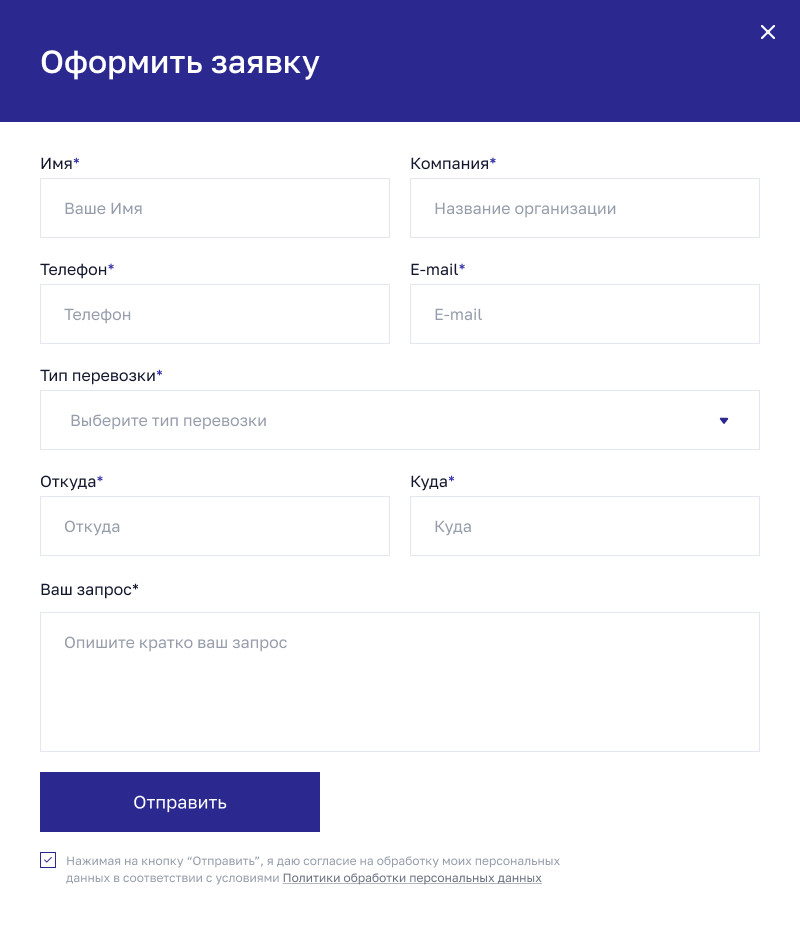 Оформить заявку
Имя*
Компания*
Ваше Имя
Название организации
Телефон*
E-mail*
Телефон
E-mail
Тип перевозки*
Выберите тип перевозки
Откуда*
Куда*
Откуда
Куда
Ваш запрос*
Опишите кратко ваш запрос
Отправить
Нажимая на кнопку “Отправить”, я даю согласие на обработку моих персональных
данных в соответствии с условиями Политики обработки персональных данных